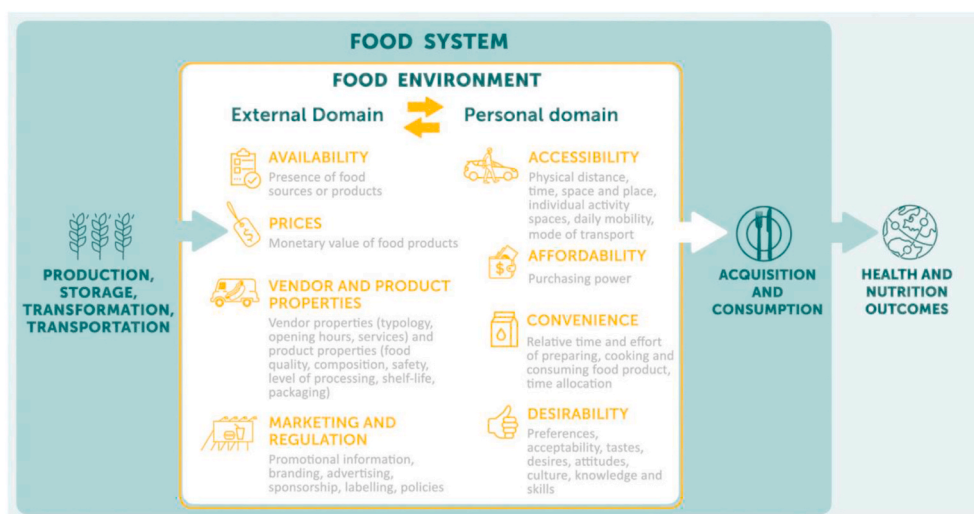 FOOD SYSTEM
FOOD ENVIRONMENT
External Domain
Personal domain
PRODUCTION,
STORAGE,
TRANSFORMATION,
TRANSPORTATION
AVAILABILITY
Presence of food
sources or products
PRICES
Monetary value of food products
VENDOR AND PRODUCT
PROPERTIES
Vendor properties (typology,
opening hours, services) and
product properties (food
quality, composition, safety,
level of processing, shelf-life,
packaging)
MARKETING AND
REGULATION
Promotional information,
branding, advertising,
sponsorship, labelling, policies
ACCESSIBILITY
Physical distance,
time, space and place,
individual activity
spaces, daily mobility,
mode of transport
AFFORDABILITY
Purchasing power
CONVENIENCE
Relative time and effort
of preparing, cooking and
consuming food product,
time allocation
DESIRABILITY
Preferences,
acceptability, tastes,
desires, attitudes,
culture, knowledge and
skills
ACQUISITION
AND
CONSUMPTION
HEALTH AND
NUTRITION
OUTCOMES